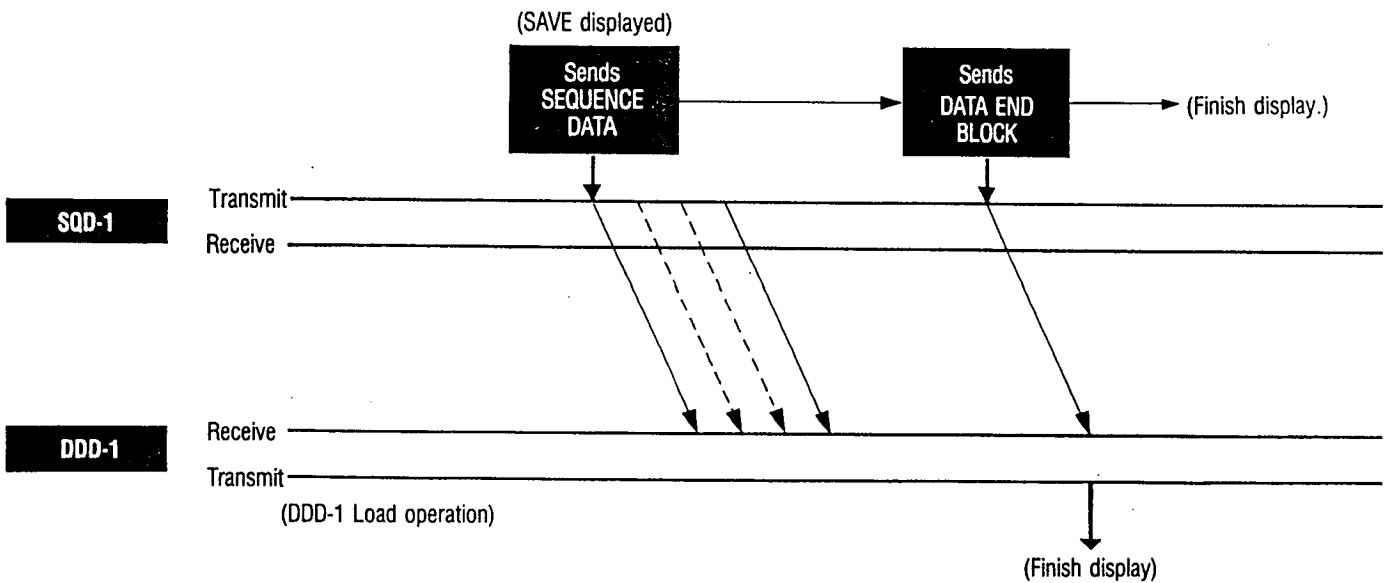 (SAVE displayed)
Sends
SEQUENCE
DATA
Sends
DATA END
BLOCK
(Finish display.)
SQD-1
Transmit
Receive
DDD-1
Receive
Transmit
(DDD-1 Load operation)
(Finish display)